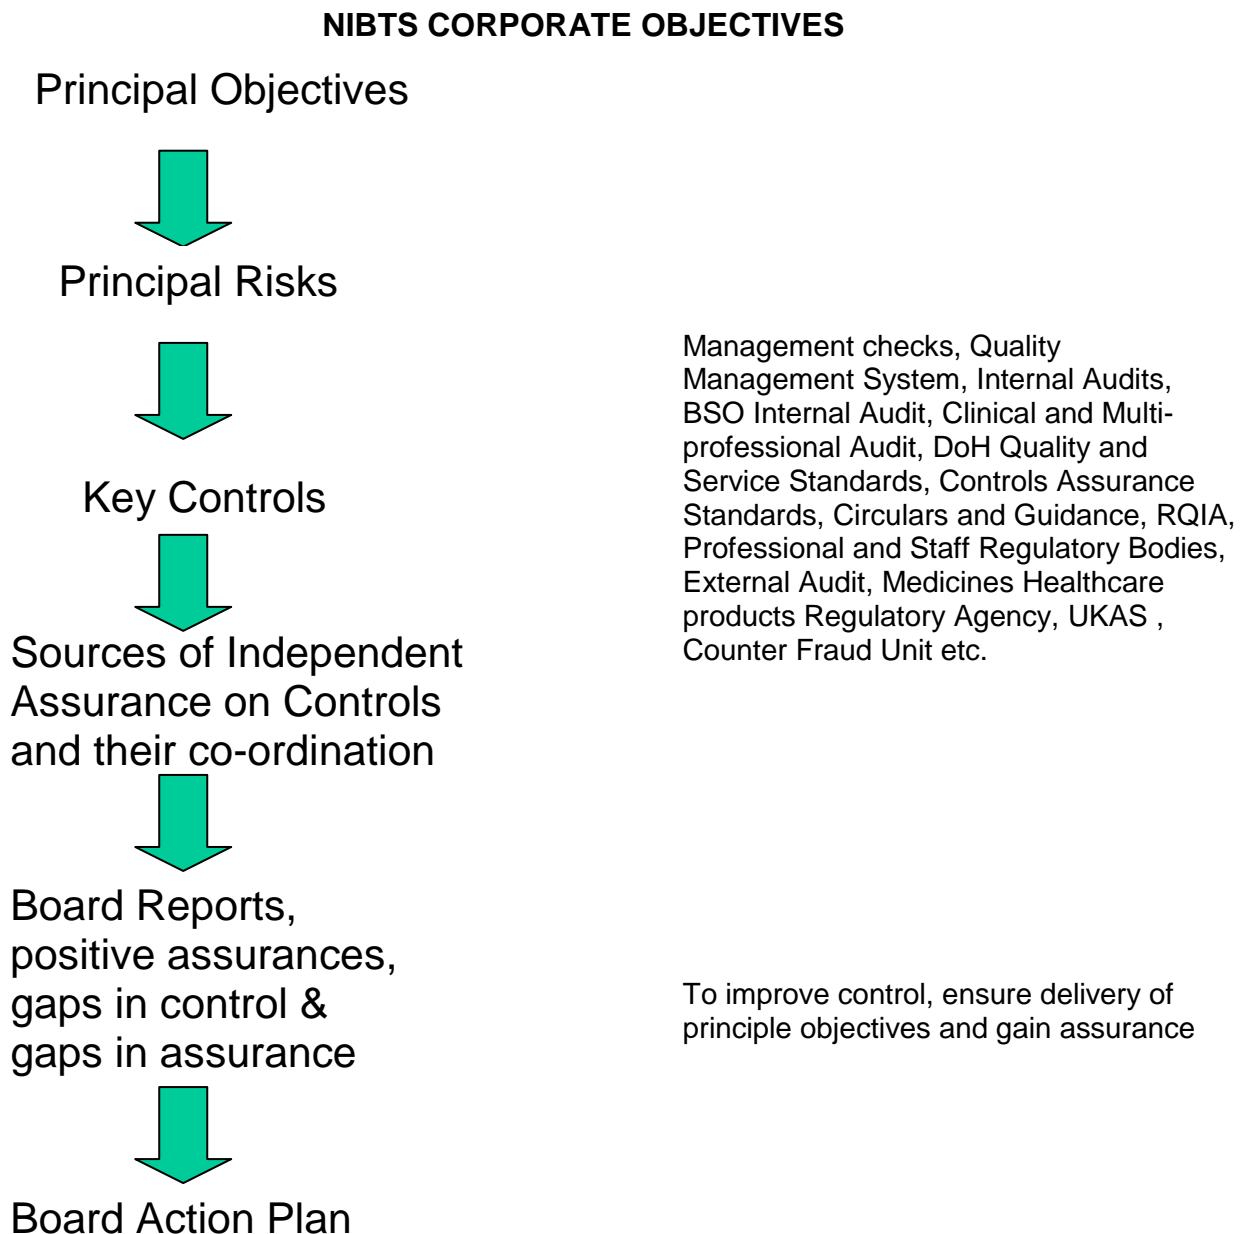 NIBTS CORPORATE OBJECTIVES
Principal Objectives
Principal Risks
Key Controls
Management checks, Quality
Management System, Internal Audits,
BSO Internal Audit, Clinical and Multi-
professional Audit, DoH Quality and
Service Standards, Controls Assurance
Standards, Circulars and Guidance, RQIA,
Professional and Staff Regulatory Bodies,
External Audit, Medicines Healthcare
products Regulatory Agency, UKAS ,
Counter Fraud Unit etc.
Sources of Independent
Assurance on Controls
and their co-ordination
Board Reports,
positive assurances,
gaps in control &
gaps in assurance
To improve control, ensure delivery of
principle objectives and gain assurance
Board Action Plan